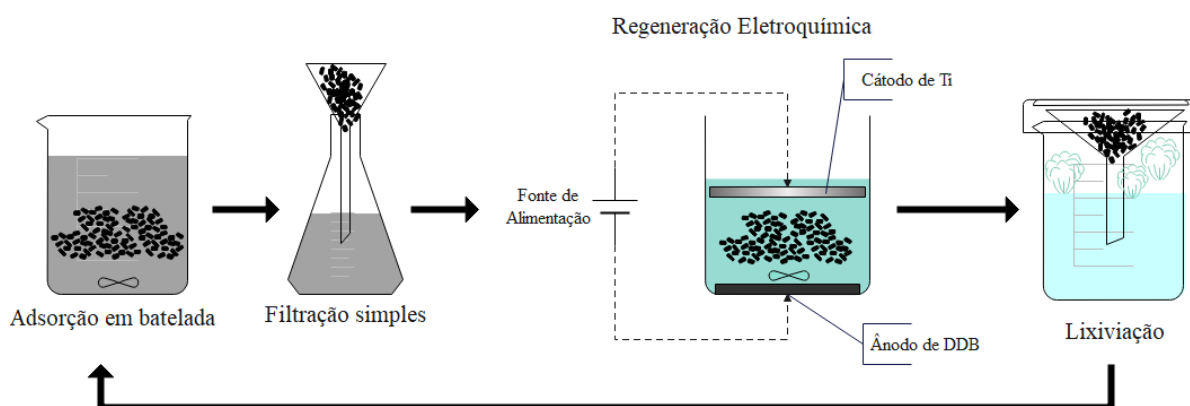 Regeneração Eletroquímica
Cátodo de Ti
Fonte de
Alimentação
Ânodo de DDB
Adsorção em batelada
Filtração simples
Lixiviação